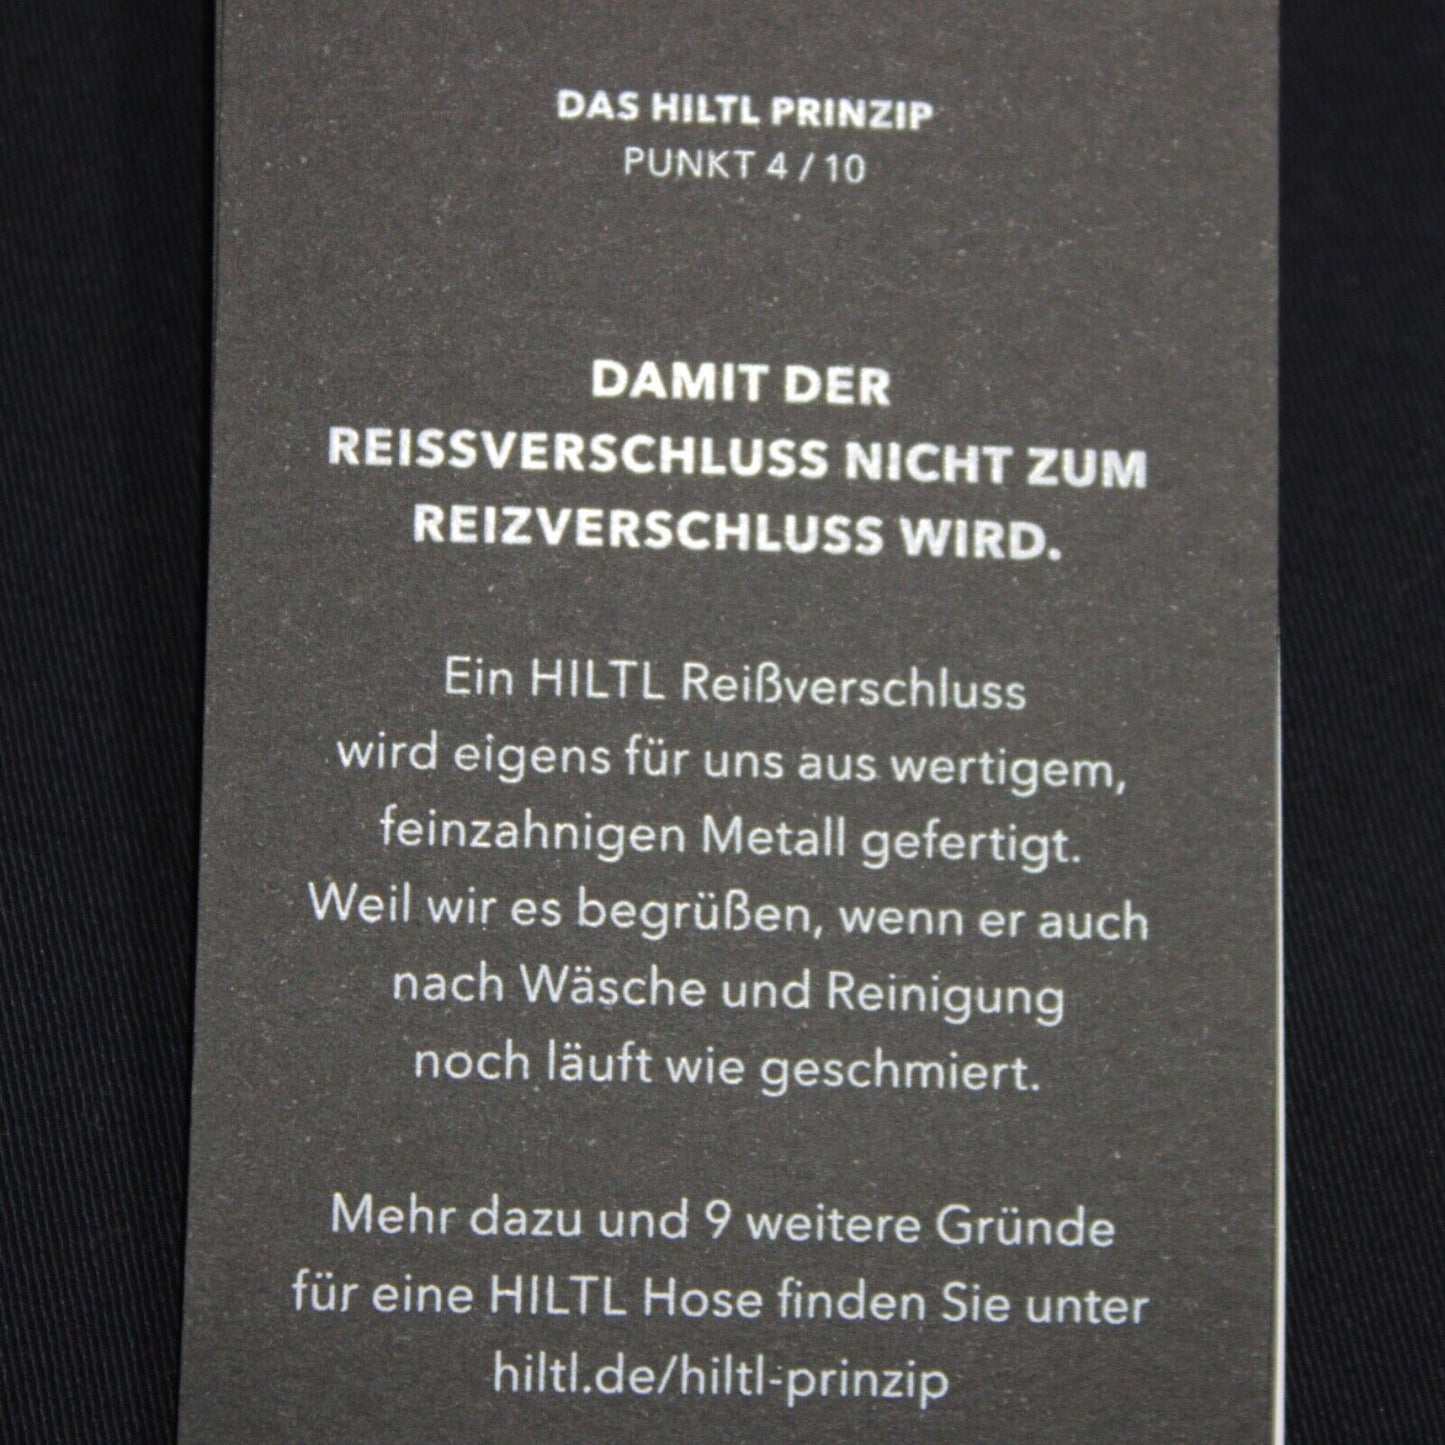 DAS HILTL PRINZIP
PUNKT 4 / 10
DAMIT DER
REISSVERSCHLUSS NICHT ZUM
REIZVERSCHLUSS WIRD.
Ein HILTL Reißverschluss
wird eigens für uns aus wertigem,
feinzahnigen Metall gefertigt.
Weil wir es begrüßen, wenn er auch
nach Wäsche und Reinigung
noch läuft wie geschmiert.
Mehr dazu und 9 weitere Gründe
für eine HILTL Hose finden Sie unter
hiltl.de/hiltl-prinzip